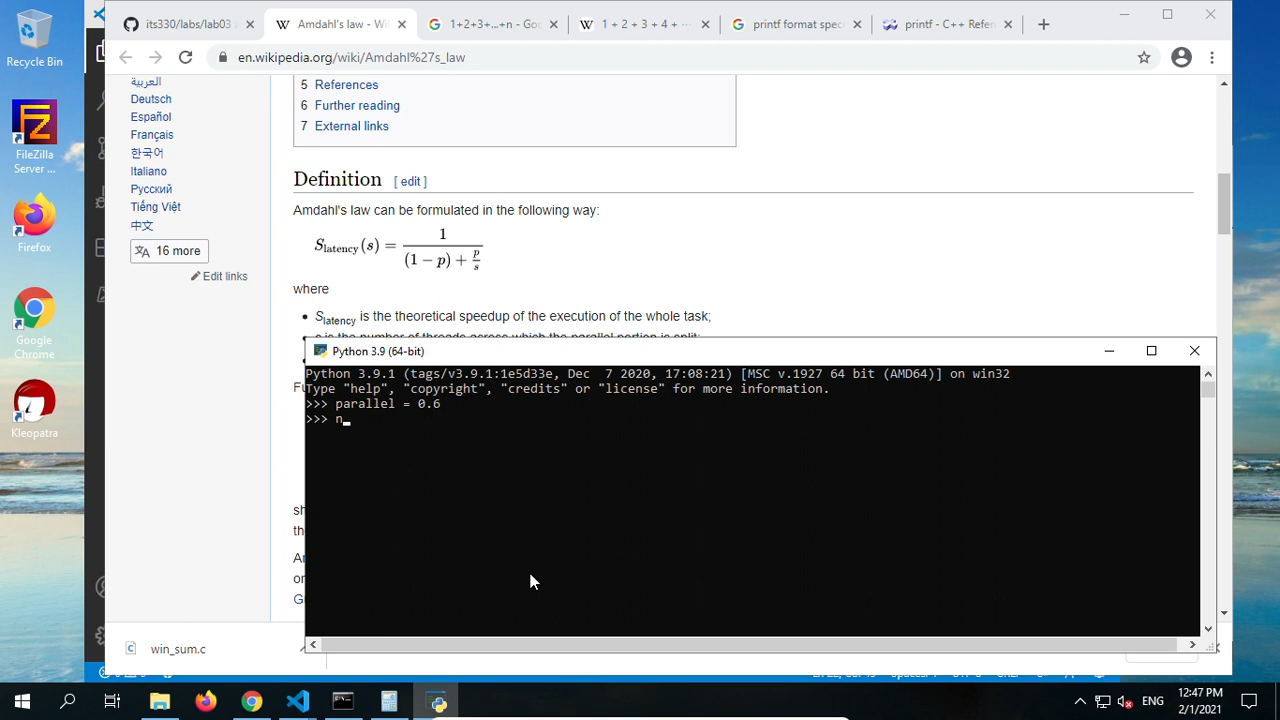 Recycle Bin
FileZilla
Server ...
Firefox
Google
Chrome
Kleopatra
its330/labs/lab03
Amdahl's law - Wi
1+2+3+...+n - Goo
1 + 2 + 3 + 4 + ⋯
printf format spec
printf - C++ Refer
en.wikipedia.org/wiki/Amdahl%27s_law
العربية
Deutsch
Español
Français
한국어
Italiano
Русский
Tiếng Việt
中文
16 more
Edit links
5 References
6 Further reading
7 External links
Definition [ edit ]
Amdahl's law can be formulated in the following way:
S latency (s) = 1 / ((1 − p) + p/s)
where
• S latency is the theoretical speedup of the execution of the whole task;
Python 3.9 (64-bit)
Python 3.9.1 (tags/v3.9.1:1e5d33e, Dec 7 2020, 17:08:21) [MSC v.1927 64 bit (AMD64)] on win32
Type "help", "copyright", "credits" or "license" for more information.
>>> parallel = 0.6
>>> n
win_sum.c
ENG
12:47 PM
2/1/2021